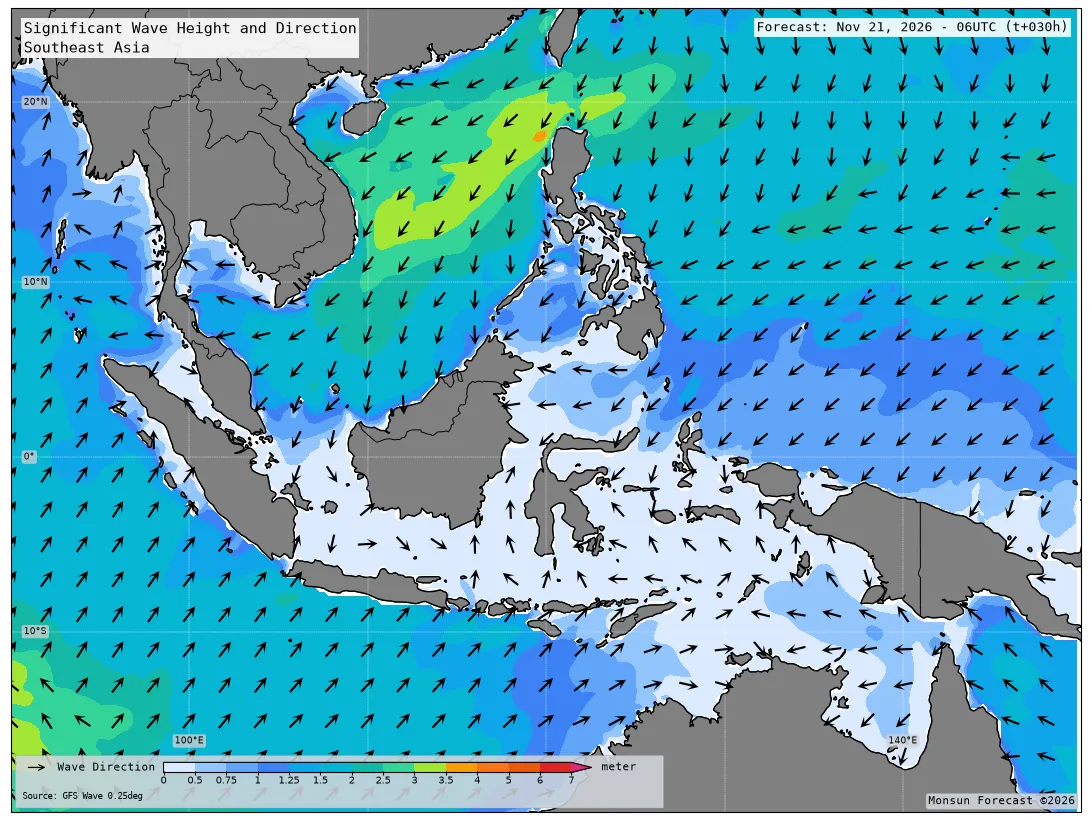 Significant Wave Height and Direction
Southeast Asia
Forecast: Nov 21, 2026 - 06UTC (t+030h)
20°N
10°N
0°
10°S
100°E
140°E
Wave Direction
meter
0 0.5 0.75 1 1.25 1.5 2 2.5 3 3.5 4 5 6 7
Source: GFS Wave 0.25deg
Monsun Forecast ©2026